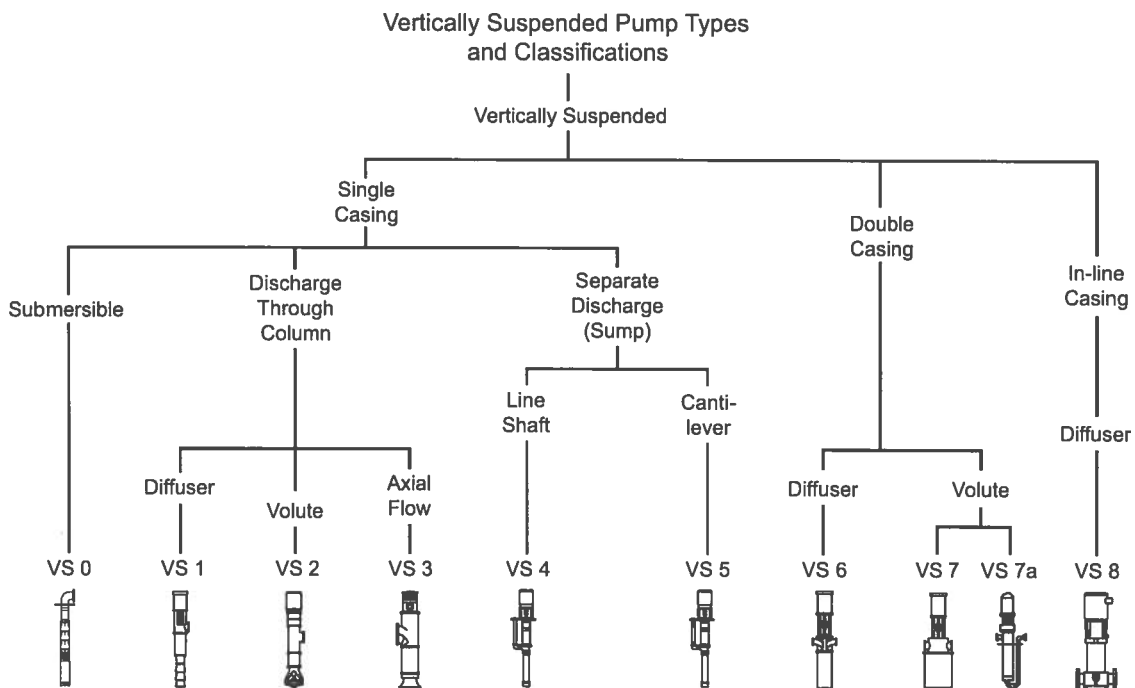 Vertically Suspended Pump Types
and Classifications
Vertically Suspended
Single
Casing
Double
Casing
In-line
Casing
Submersible
Discharge
Through
Column
Separate
Discharge
(Sump)
Line
Shaft
Canti-
lever
Diffuser
Diffuser
Volute
Axial
Flow
Diffuser
Volute
VS 0
VS 1
VS 2
VS 3
VS 4
VS 5
VS 6
VS 7
VS 7a
VS 8